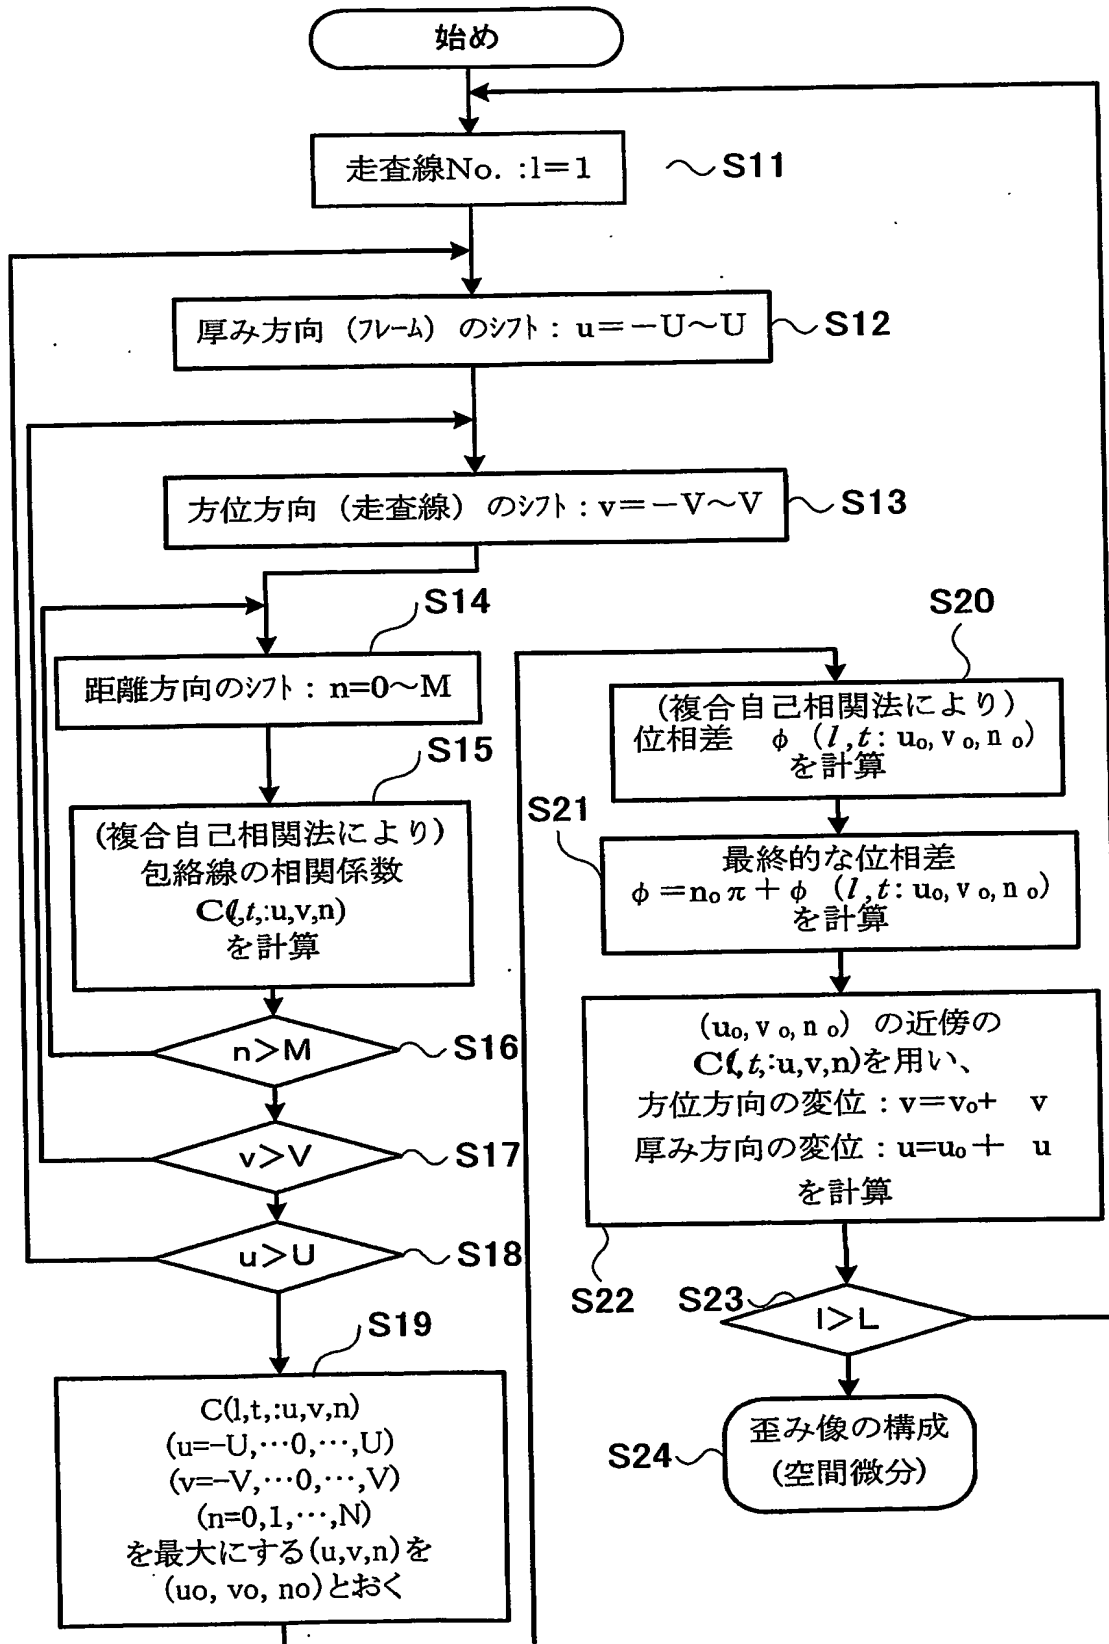 始め
走査線No. :l=1
S11
厚み方向（フレーム）のシフト：u=-U～U
S12
方位方向（走査線）のシフト：v=-V～V
S13
S14
距離方向のシフト：n=0～M
S15
(複合自己相関法により)
包絡線の相関係数
C(l,t,:u,v,n)
を計算
n>M
S16
v>V
S17
u>U
S18
S19
C(l,t,:u,v,n)
(u=-U,…0,…,U)
(v=-V,…0,…,V)
(n=0,1,…,N)
を最大にする(u,v,n)を
(uo, vo, no)とおく
S20
(複合自己相関法により)
位相差 φ (l,t:u₀,v₀,n₀)
を計算
S21
最終的な位相差
φ=n₀π+φ (l,t:u₀,v₀,n₀)
を計算
(u₀,v₀,n₀) の近傍の
C(l,t,:u,v,n)を用い、
方位方向の変位：v=v₀+ v
厚み方向の変位：u=u₀+ u
を計算
S22
S23
l>L
歪み像の構成
(空間微分)
S24